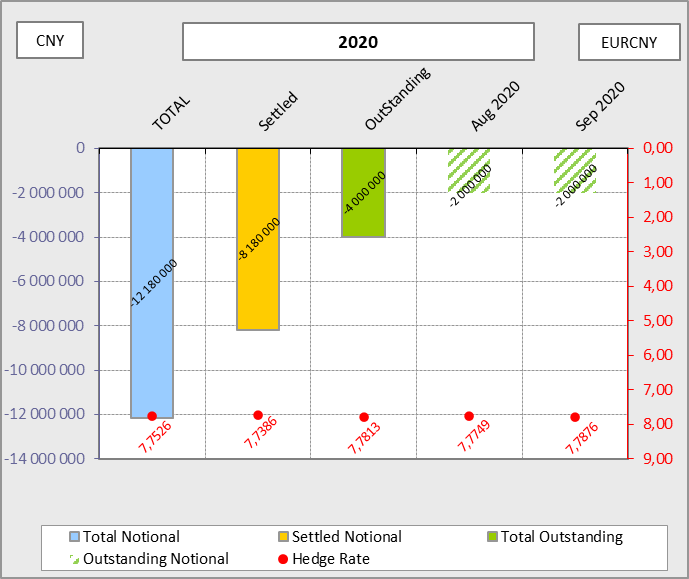 CNY
2020
EURCNY
TOTAL
Settled
OutStanding
Aug 2020
Sep 2020
0
-2 000 000
-4 000 000
-6 000 000
-8 000 000
-10 000 000
-12 000 000
-14 000 000
0,00
1,00
2,00
3,00
4,00
5,00
6,00
7,00
8,00
9,00
-12 180 000
-8 180 000
-4 000 000
-2 000 000
-2 000 000
7,7526
7,7386
7,7813
7,7749
7,7876
Total Notional
Settled Notional
Total Outstanding
Outstanding Notional
Hedge Rate